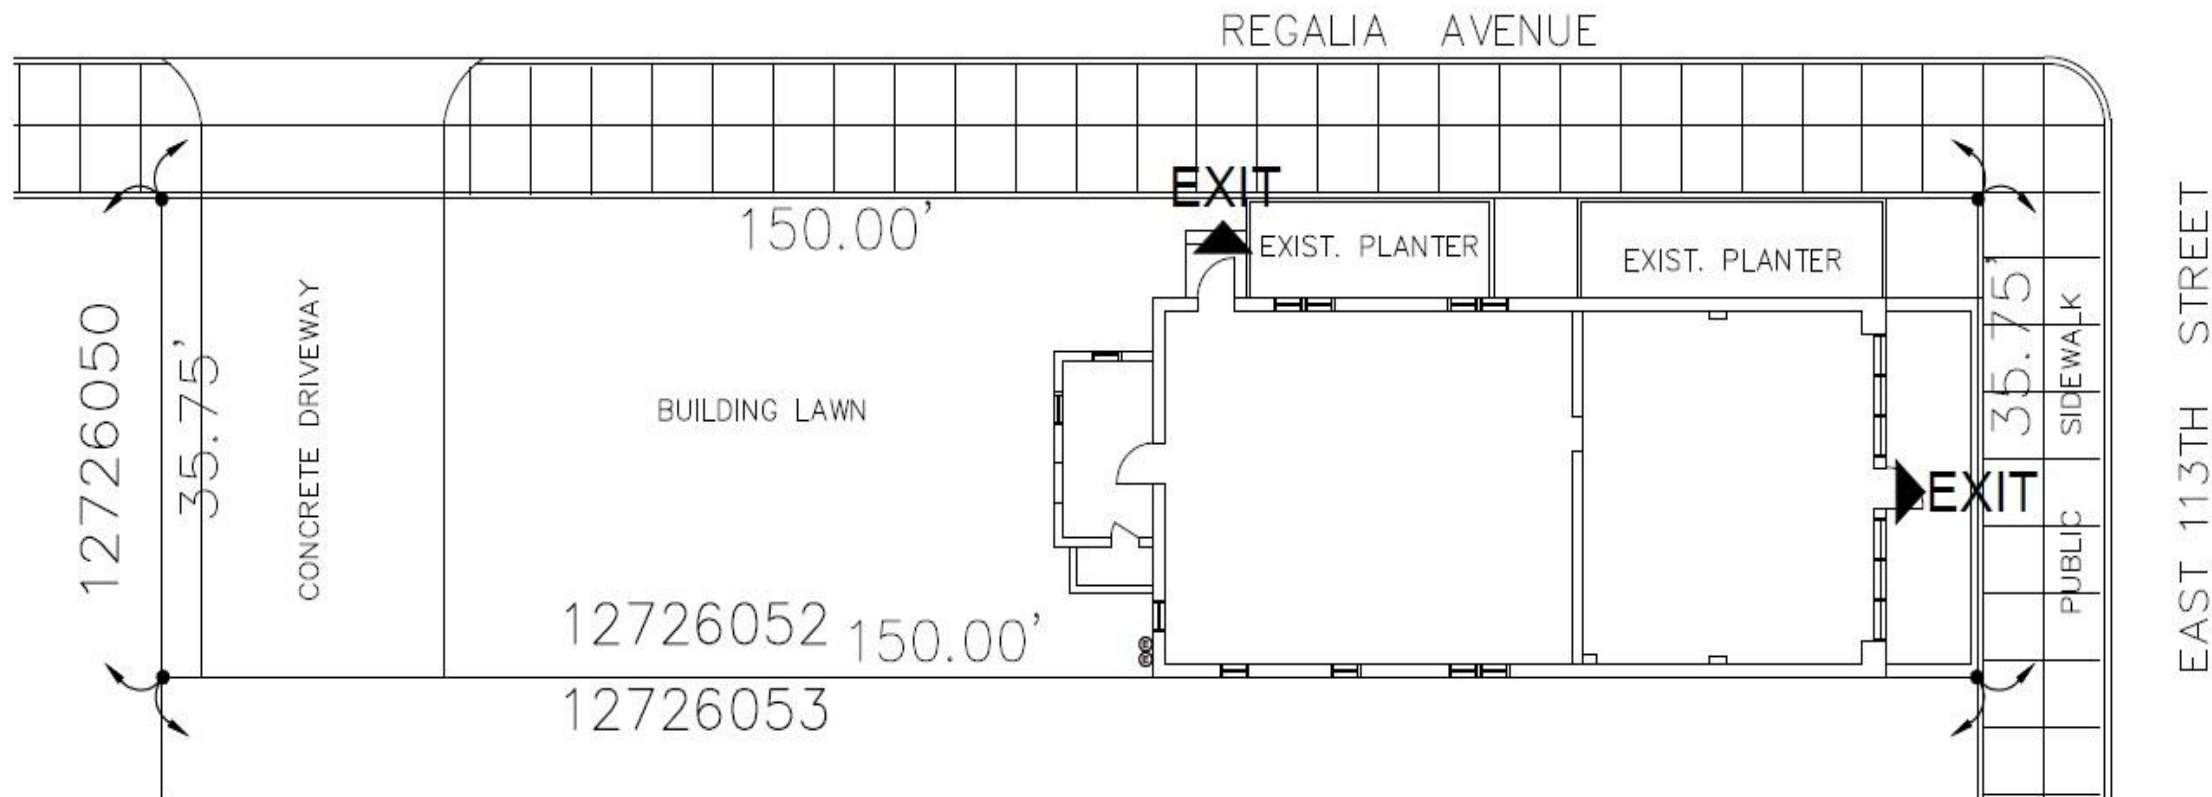 REGALIA AVENUE
EXIT
150.00'
EXIST. PLANTER
EXIST. PLANTER
12726050
35.75'
CONCRETE DRIVEWAY
BUILDING LAWN
35.75'
PUBLIC SIDEWALK
EAST 113TH STREET
EXIT
12726052
150.00'
12726053